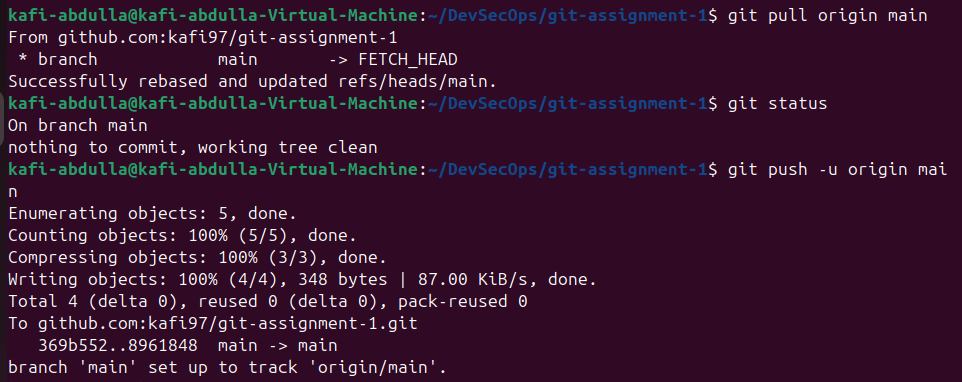 kafi-abdulla@kafi-abdulla-Virtual-Machine:~/DevSecOps/git-assignment-1$ git pull origin main
From github.com:kafi97/git-assignment-1
 * branch            main       -> FETCH_HEAD
Successfully rebased and updated refs/heads/main.
kafi-abdulla@kafi-abdulla-Virtual-Machine:~/DevSecOps/git-assignment-1$ git status
On branch main
nothing to commit, working tree clean
kafi-abdulla@kafi-abdulla-Virtual-Machine:~/DevSecOps/git-assignment-1$ git push -u origin mai
n
Enumerating objects: 5, done.
Counting objects: 100% (5/5), done.
Compressing objects: 100% (3/3), done.
Writing objects: 100% (4/4), 348 bytes | 87.00 KiB/s, done.
Total 4 (delta 0), reused 0 (delta 0), pack-reused 0
To github.com:kafi97/git-assignment-1.git
   369b552..8961848  main -> main
branch 'main' set up to track 'origin/main'.